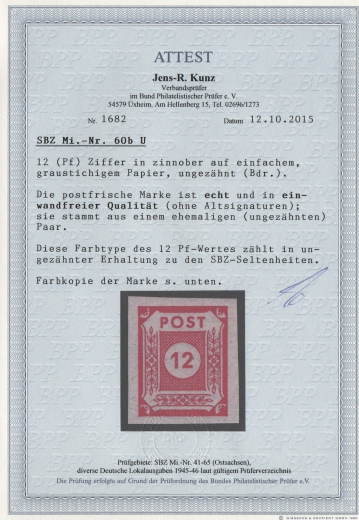 ATTEST
Jens-R. Kunz
Verbandsprüfer
im Bund Philatelistischer Prüfer e. V.
54579 Üxheim, Am Hellenberg 15, Tel. 02696/1273
Nr. 1682 Datum 12.10.2015
SBZ Mi.-Nr. 60b U
12 (Pf) Ziffer in zinnober auf einfachem,
graustichigem Papier, ungezähnt (Bdr.).
Die postfrische Marke ist echt und in ein-
wandfreier Qualität (ohne Altsignaturen);
sie stammt aus einem ehemaligen (ungezähnten)
Paar.
Diese Farbtype des 12 Pf-Wertes zählt in un-
gezähnter Erhaltung zu den SBZ-Seltenheiten.
Farbkopie der Marke s. unten.
POST
12
Prüfgebiete: SBZ Mi.-Nr. 41-65 (Ostsachsen),
diverse Deutsche Lokalausgaben 1945-46 laut gültigem Prüferverzeichnis
Die Prüfung erfolgte auf Grund der Prüfordnung des Bundes Philatelistischer Prüfer e.V.